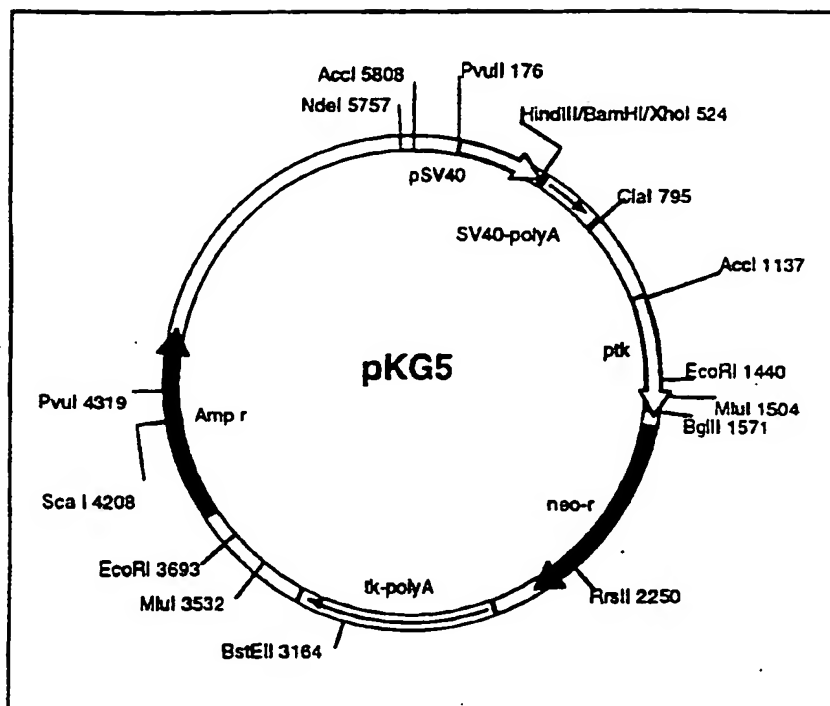 AccI 5808
NdeI 5757
PvuII 176
HindIII/BamHI/XhoI 524
pSV40
ClaI 795
SV40-polyA
AccI 1137
pKG5
ptk
EcoRI 1440
MluI 1504
BglII 1571
PvuI 4319
Amp r
Sca I 4208
neo-r
EcoRI 3693
tk-polyA
RrsII 2250
MluI 3532
BstEII 3164